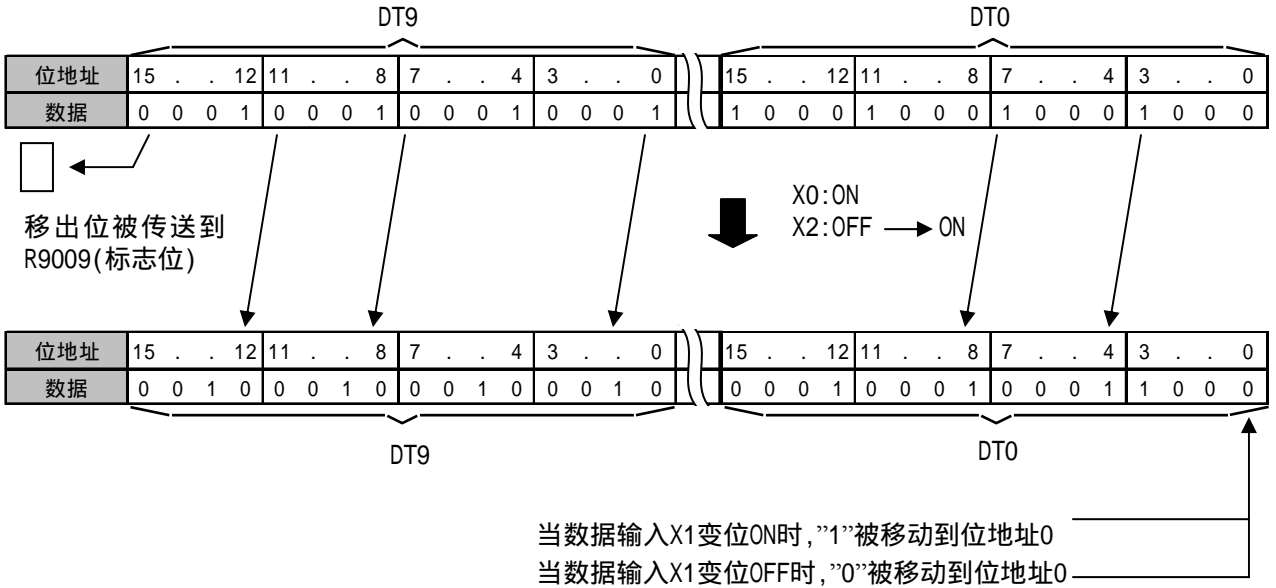 DT9 DT0
位地址 15 . . 12 11 . . 8 7 . . 4 3 . . 0 15 . . 12 11 . . 8 7 . . 4 3 . . 0
数据 0 0 0 1 0 0 0 1 0 0 0 1 0 0 0 1 1 0 0 0 1 0 0 0 1 0 0 0 1 0 0 0
X0:ON
移出位被传送到
X2:OFF ON
R9009(标志位)
位地址 15 . . 12 11 . . 8 7 . . 4 3 . . 0 15 . . 12 11 . . 8 7 . . 4 3 . . 0
数据 0 0 1 0 0 0 1 0 0 0 1 0 0 0 1 0 0 0 0 1 0 0 0 1 0 0 0 1 1 0 0 0
DT9 DT0
当数据输入X1变位ON时,”1”被移动到位地址0
当数据输入X1变位OFF时,”0”被移动到位地址0